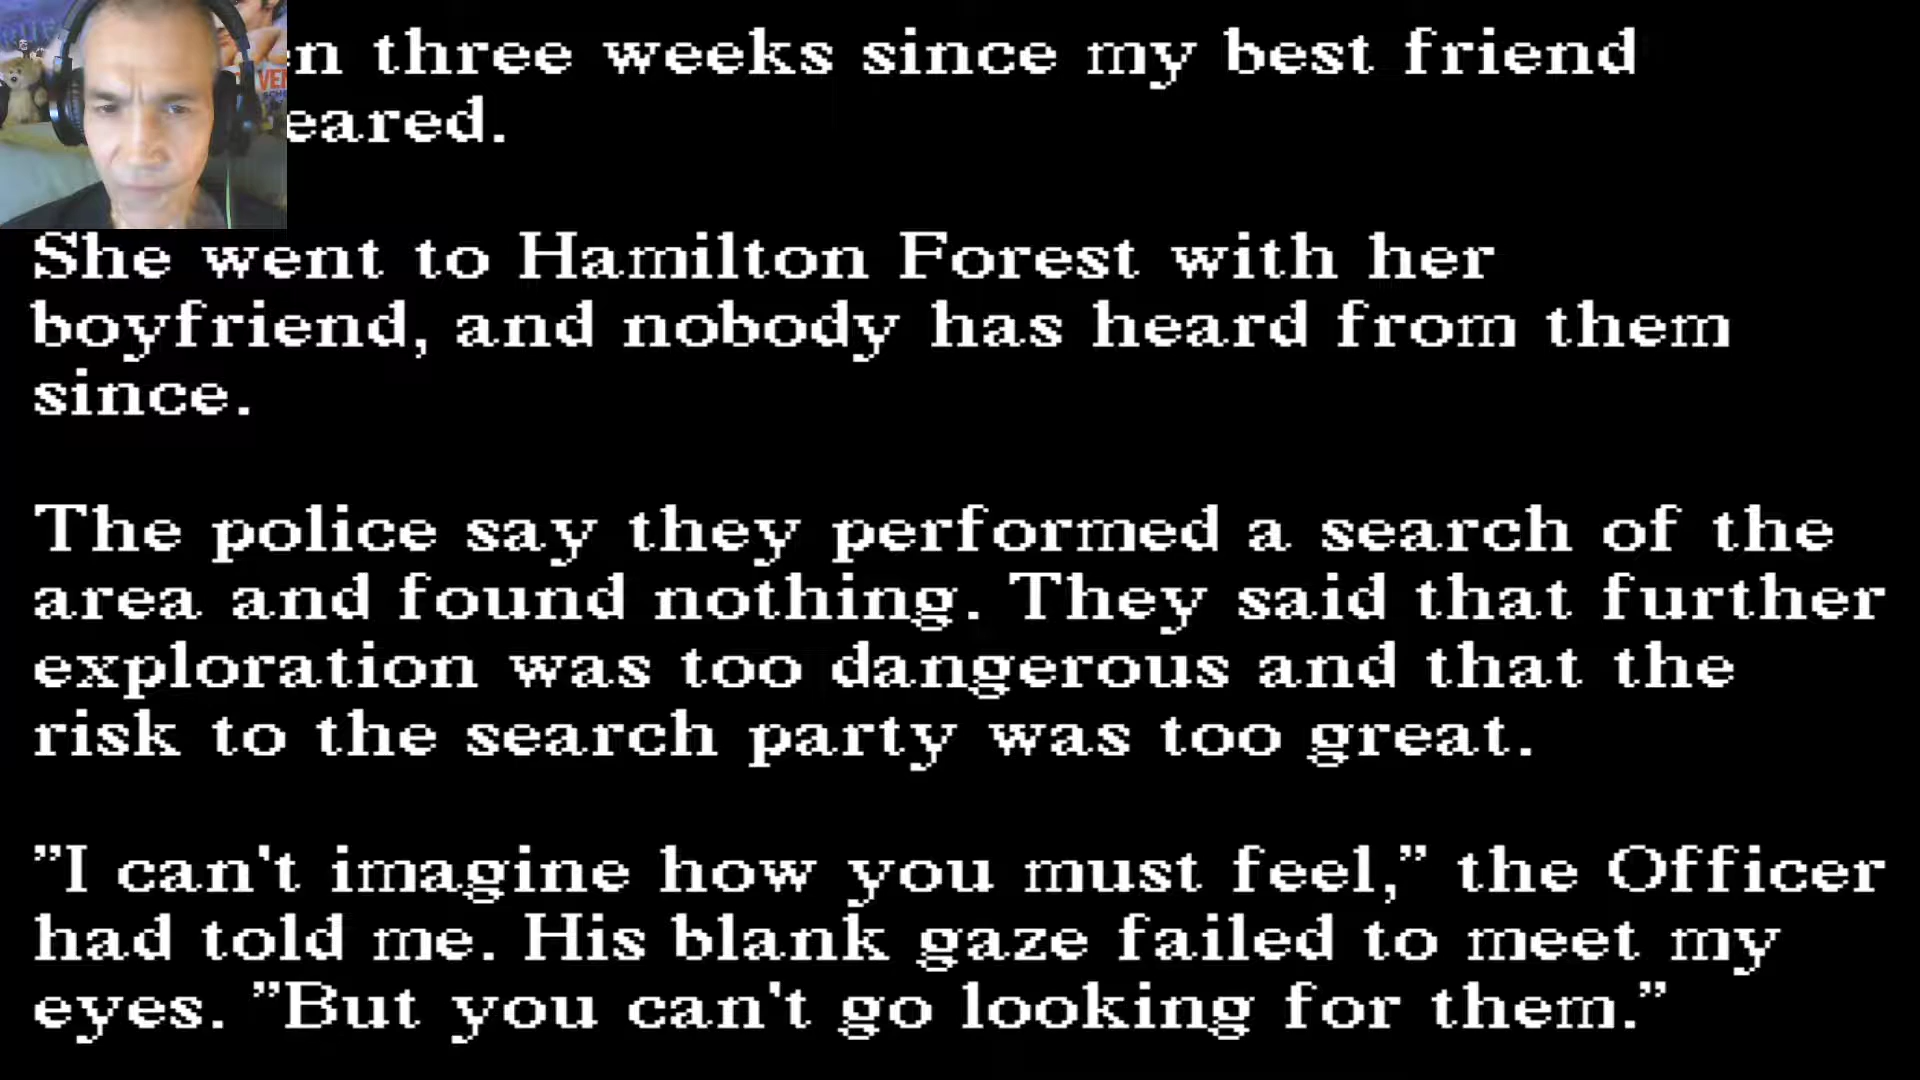 n three weeks since my best friend
eared.
She went to Hamilton Forest with her
boyfriend, and nobody has heard from them
since.
The police say they performed a search of the
area and found nothing. They said that further
exploration was too dangerous and that the
risk to the search party was too great.
"I can't imagine how you must feel," the Officer
had told me. His blank gaze failed to meet my
eyes. "But you can't go looking for them."